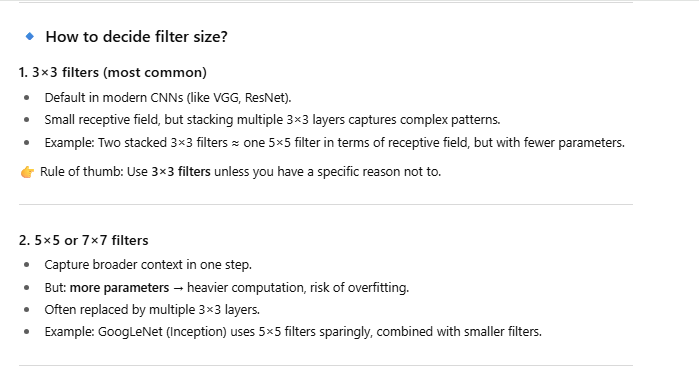 🔹 How to decide filter size?
1. 3×3 filters (most common)
• Default in modern CNNs (like VGG, ResNet).
• Small receptive field, but stacking multiple 3×3 layers captures complex patterns.
• Example: Two stacked 3×3 filters ≈ one 5×5 filter in terms of receptive field, but with fewer parameters.
👉 Rule of thumb: Use 3×3 filters unless you have a specific reason not to.
2. 5×5 or 7×7 filters
• Capture broader context in one step.
• But: more parameters → heavier computation, risk of overfitting.
• Often replaced by multiple 3×3 layers.
• Example: GoogLeNet (Inception) uses 5×5 filters sparingly, combined with smaller filters.